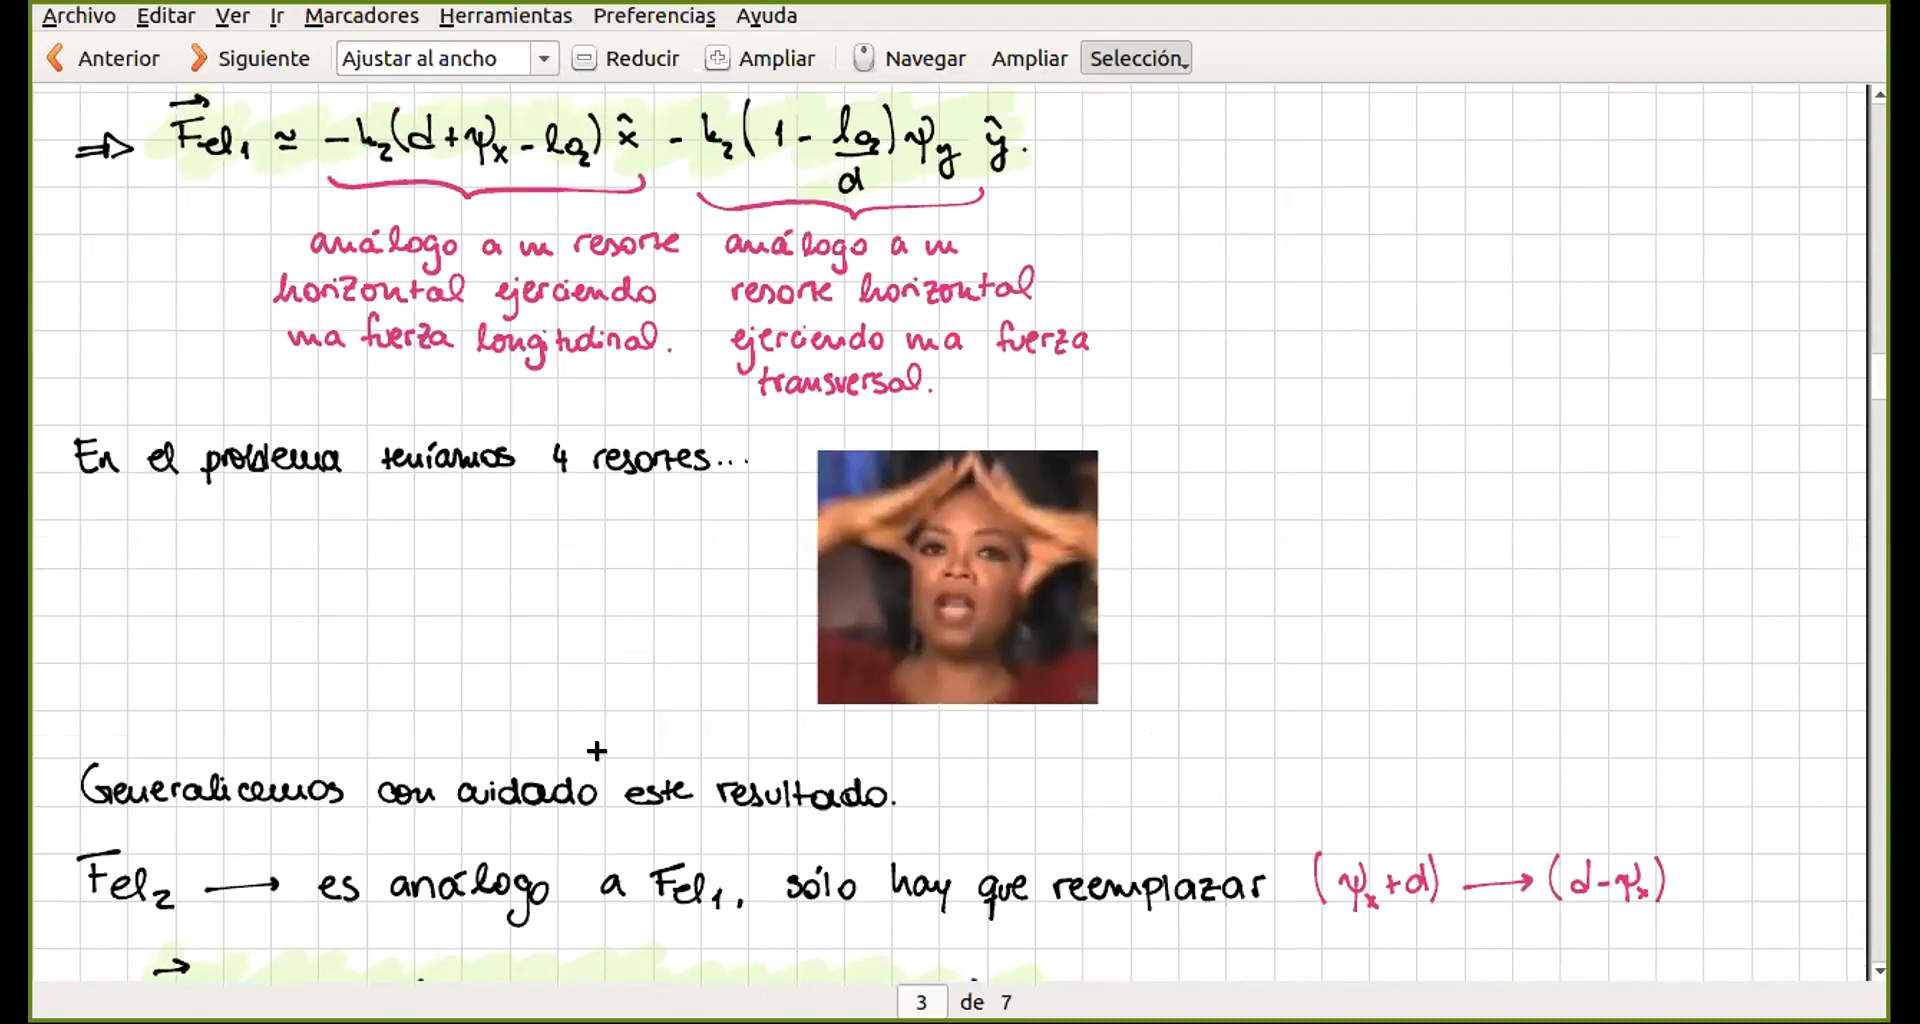 Archivo Editar Ver Ir Marcadores Herramientas Preferencias Ayuda
Anterior Siguiente Ajustar al ancho Reducir Ampliar Navegar Ampliar Selección
⇒ F⃗el₁ ≃ -k₂(d+ψₓ-lo₂) x̂ - k₂(1 - lo₂/d) ψy ŷ.
análogo a un resorte
horizontal ejerciendo
una fuerza longitudinal.
análogo a un
resorte horizontal
ejerciendo una fuerza
transversal.
En el problema teníamos 4 resortes...
Generalicemos con cuidado este resultado.
Fel₂ → es análogo a Fel₁, sólo hay que reemplazar (ψₓ+d) → (d-ψₓ)
3 de 7